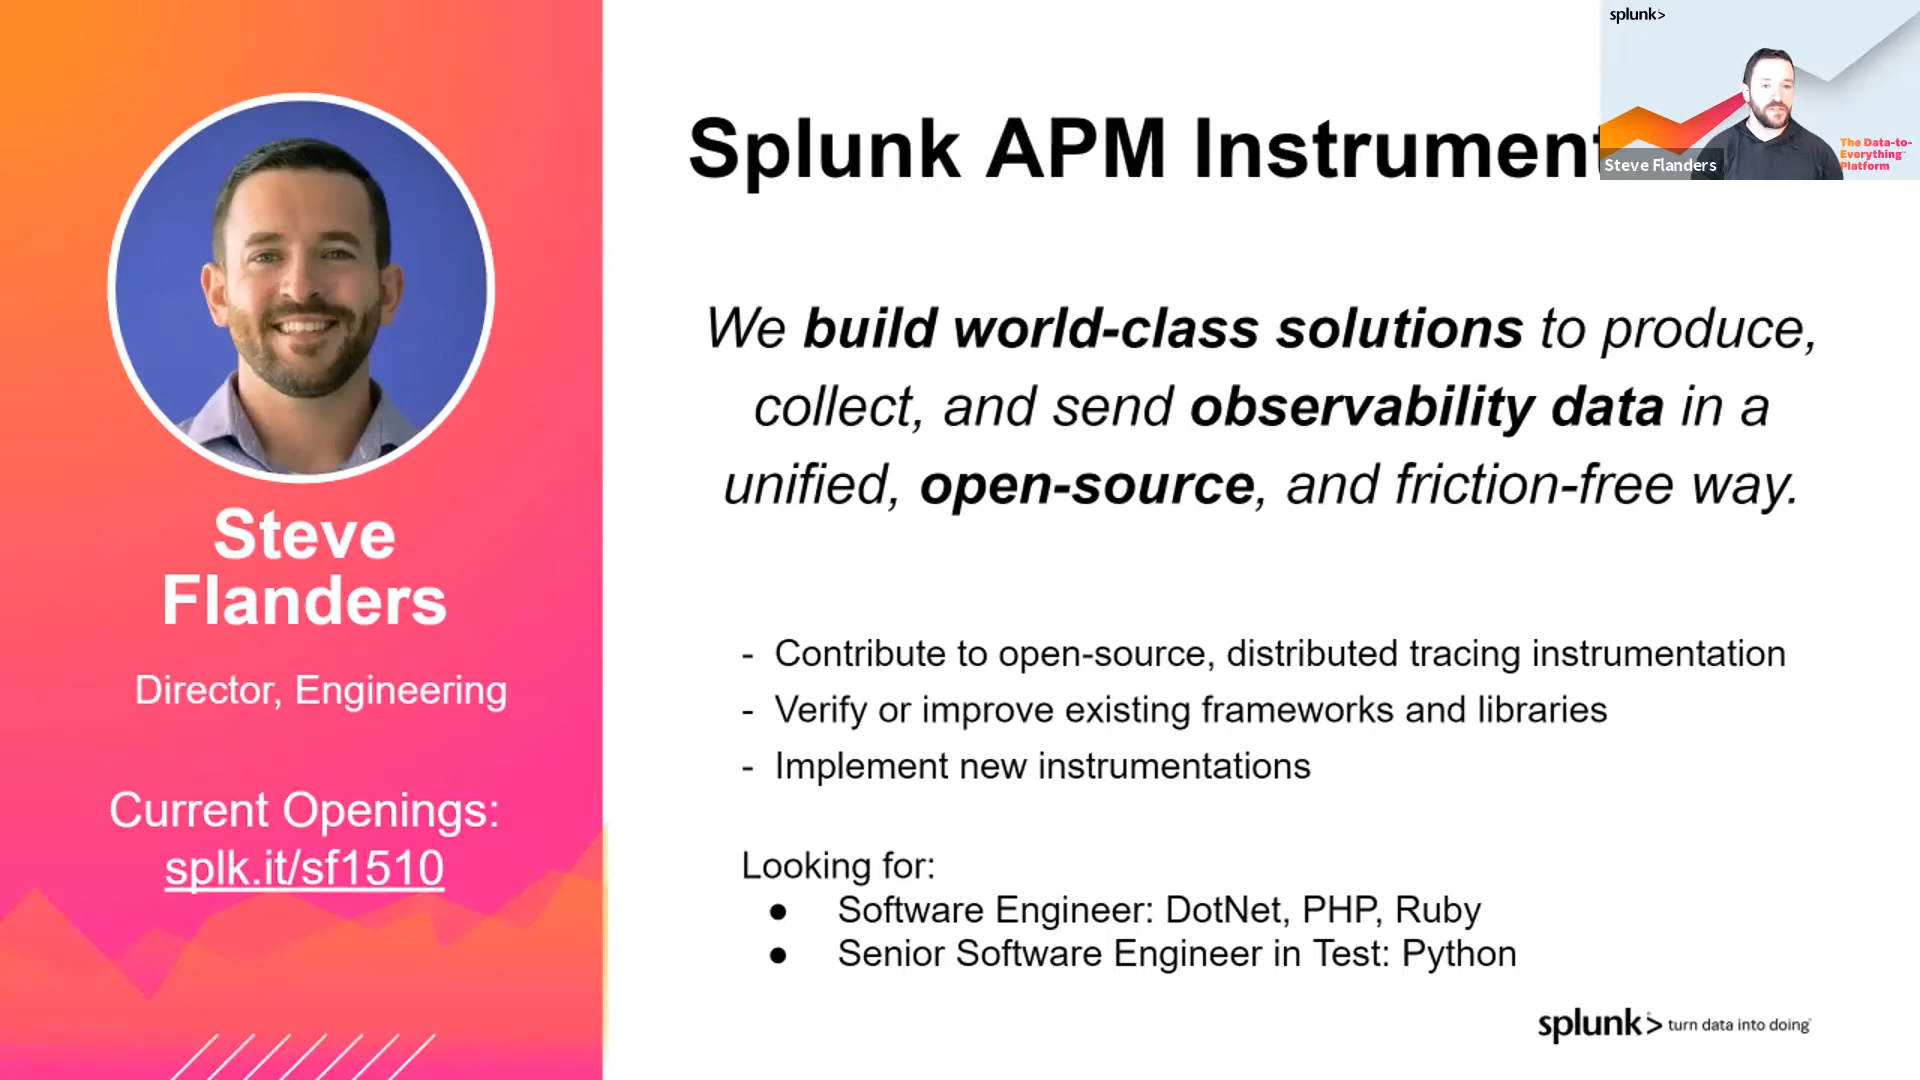 Steve
Flanders
Director, Engineering
Current Openings:
splk.it/sf1510
Splunk APM Instrument
We build world-class solutions to produce,
collect, and send observability data in a
unified, open-source, and friction-free way.
- Contribute to open-source, distributed tracing instrumentation
- Verify or improve existing frameworks and libraries
- Implement new instrumentations
Looking for:
● Software Engineer: DotNet, PHP, Ruby
● Senior Software Engineer in Test: Python
splunk> turn data into doing™
splunk>
The Data-to-
Everything™
Platform
Steve Flanders